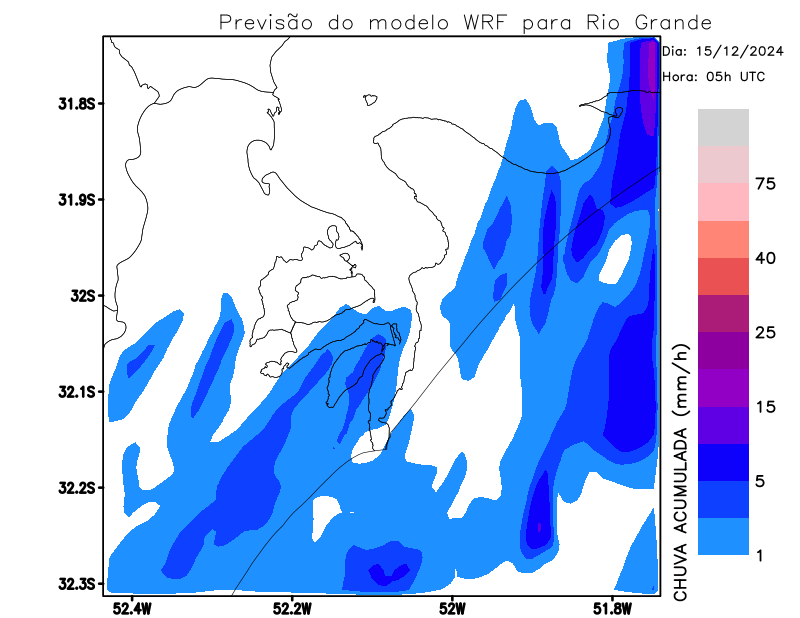 Previsão do modelo WRF para Rio Grande
Dia: 15/12/2024
Hora: 05h UTC
31.8S
31.9S
32S
32.1S
32.2S
32.3S
52.4W
52.2W
52W
51.8W
75
40
25
15
5
1
CHUVA ACUMULADA (mm/h)